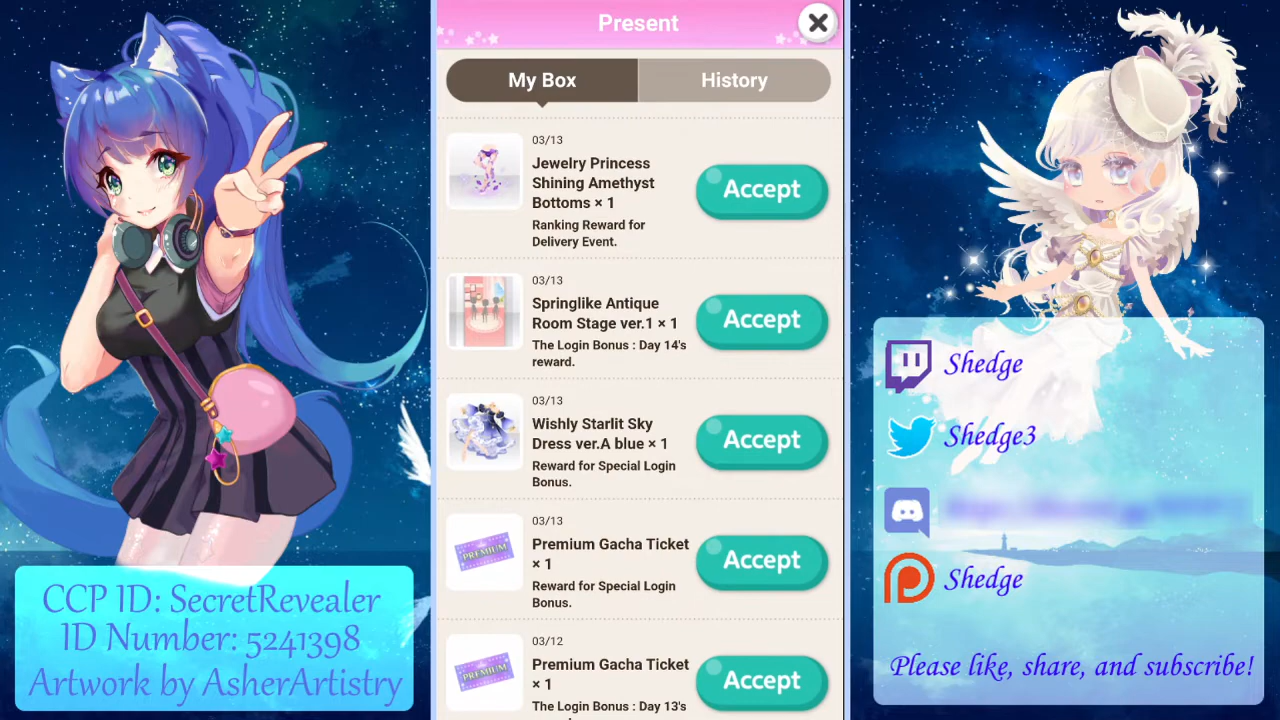 Present
My Box
History
03/13
Jewelry Princess
Shining Amethyst
Bottoms × 1
Ranking Reward for
Delivery Event.
Accept
03/13
Springlike Antique
Room Stage ver.1 × 1
The Login Bonus : Day 14's
reward.
Accept
03/13
Wishly Starlit Sky
Dress ver.A blue × 1
Reward for Special Login
Bonus.
Accept
03/13
Premium Gacha Ticket
× 1
Reward for Special Login
Bonus.
Accept
PREMIUM
03/12
Premium Gacha Ticket
× 1
The Login Bonus : Day 13's
Accept
PREMIUM
CCP ID: SecretRevealer
ID Number: 5241398
Artwork by AsherArtistry
Shedge
Shedge3
Shedge
Please like, share, and subscribe!